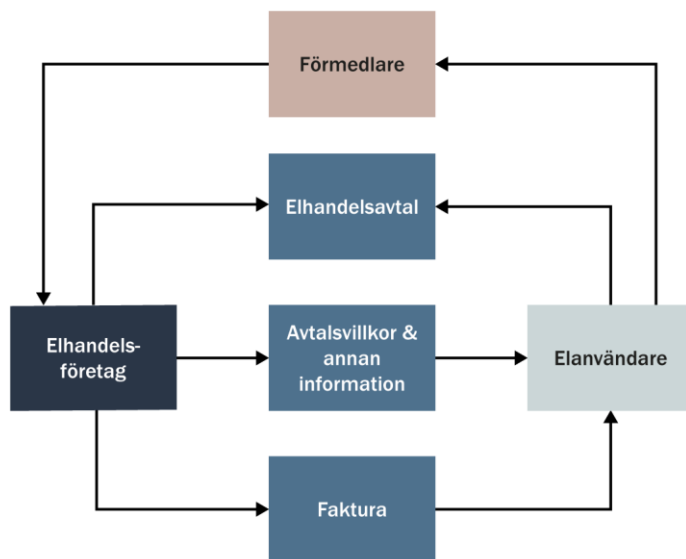 Förmedlare
Elhandelsavtal
Elhandels-
företag
Avtalsvillkor &
annan
information
Elanvändare
Faktura